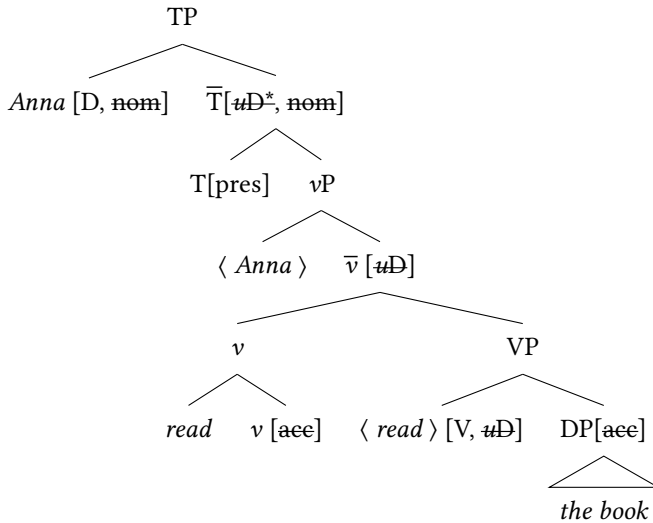 TP
Anna [D, nom] T̅[uD*, nom]
T[pres] vP
⟨ Anna ⟩ v̅ [uD]
v VP
read v [acc] ⟨ read ⟩ [V, uD] DP[acc]
the book